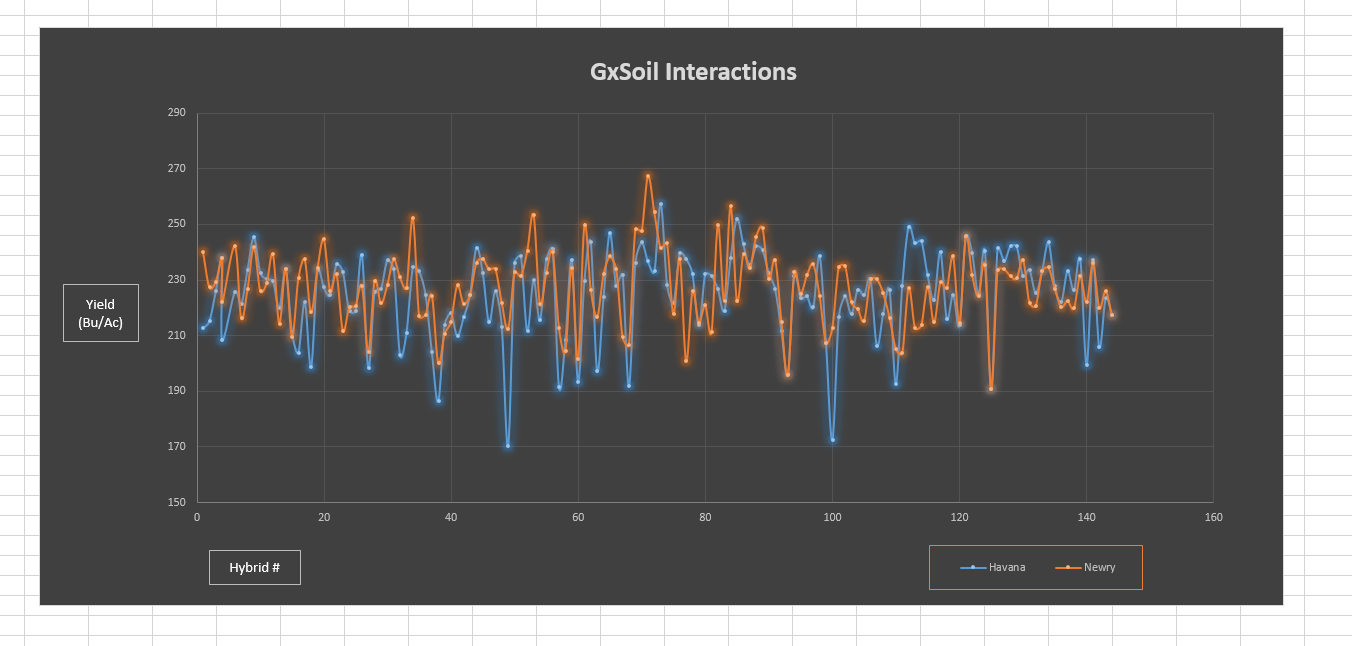 GxSoil Interactions
290
270
250
230
210
190
170
150
Yield
(Bu/Ac)
0 20 40 60 80 100 120 140 160
Hybrid #
Havana Newry